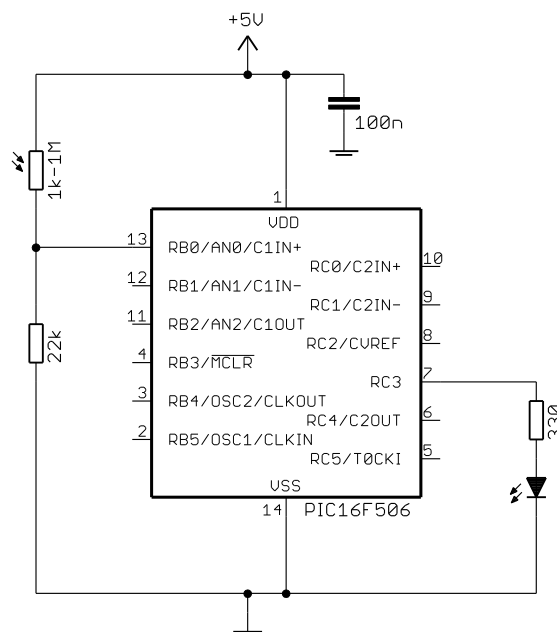 +5V
100n
1k-1M
1
VDD
13
RB0/AN0/C1IN+
RC0/C2IN+
10
12
RB1/AN1/C1IN-
RC1/C2IN-
9
11
RB2/AN2/C1OUT
RC2/CVREF
8
22k
4
RB3/MCLR
RC3
7
3
RB4/OSC2/CLKOUT
RC4/C2OUT
6
330
2
RB5/OSC1/CLKIN
RC5/T0CKI
5
VSS
14
PIC16F506